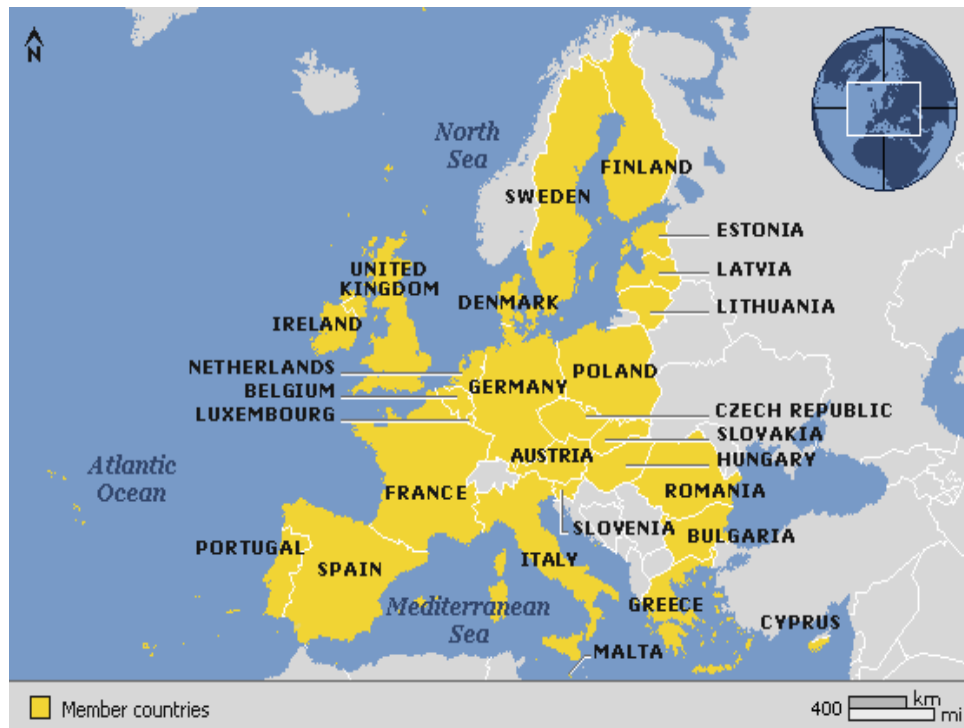 N
North
Sea
FINLAND
SWEDEN
ESTONIA
LATVIA
UNITED
KINGDOM
DENMARK
LITHUANIA
IRELAND
NETHERLANDS
POLAND
GERMANY
BELGIUM
LUXEMBOURG
CZECH REPUBLIC
SLOVAKIA
AUSTRIA
HUNGARY
Atlantic
Ocean
FRANCE
ROMANIA
SLOVENIA
BULGARIA
PORTUGAL
ITALY
SPAIN
Mediterranean
Sea
GREECE
CYPRUS
MALTA
Member countries
400
km
mi